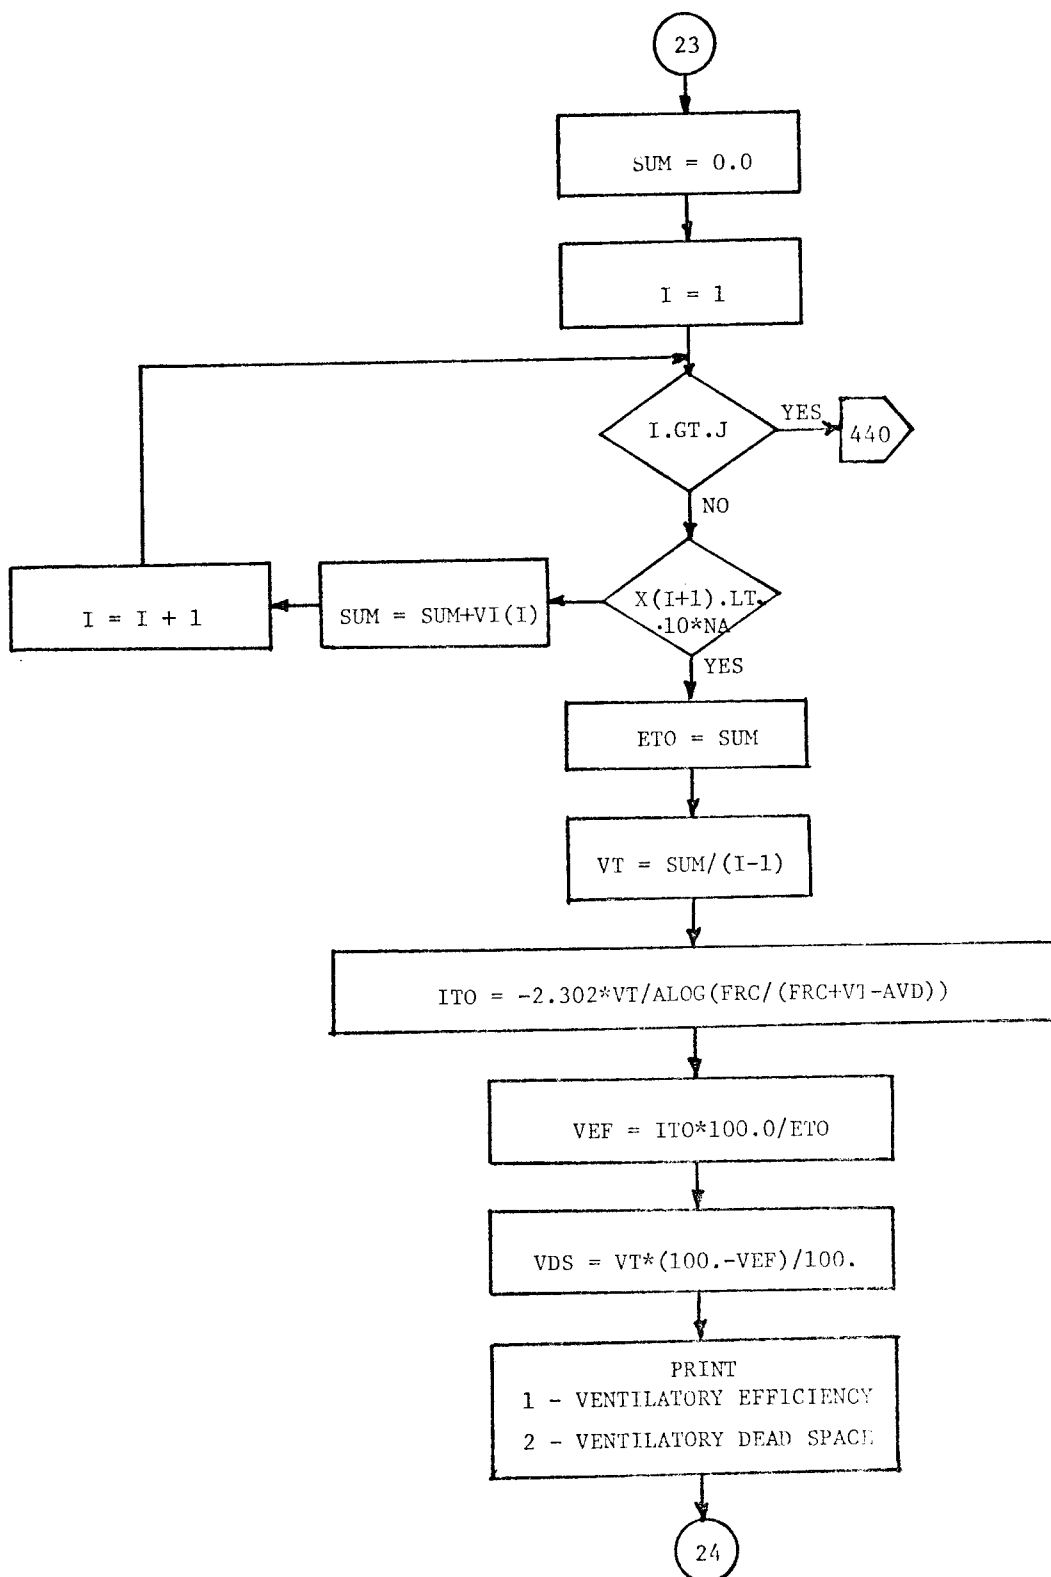 23
SUM = 0.0
I = 1
I.GT.J
YES
440
NO
X(I+1).LT.
.10*NA
SUM = SUM+VI(I)
I = I + 1
YES
ETO = SUM
VT = SUM/(I-1)
ITO = -2.302*VT/ALOG(FRC/(FRC+VT-AVD))
VEF = ITO*100.0/ETO
VDS = VT*(100.-VEF)/100.
PRINT
1 - VENTILATORY EFFICIENCY
2 - VENTILATORY DEAD SPACE
24